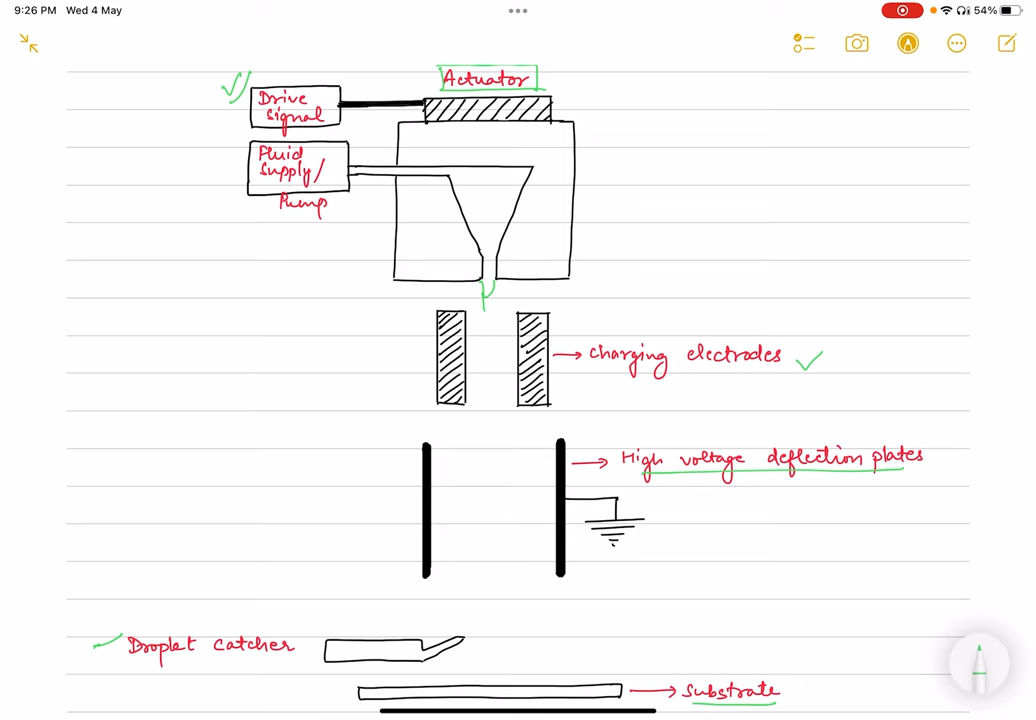 9:26 PM Wed 4 May
54%
Actuator
Drive
signal
Fluid
supply/
Pump
charging electrodes
High voltage deflection plates
Droplet catcher
substrate